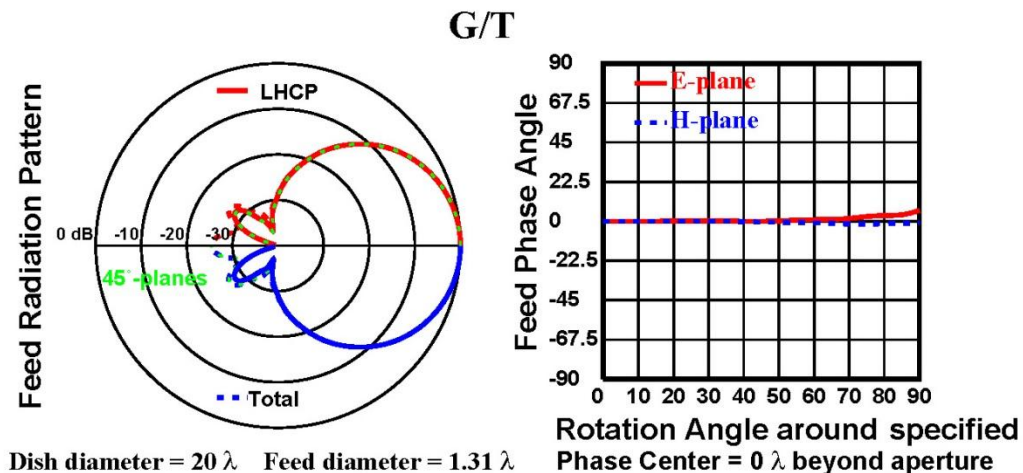 G/T
Feed Radiation Pattern
LHCP
0 dB -10 -20 -30
45°-planes
Total
Dish diameter = 20 λ Feed diameter = 1.31 λ
Feed Phase Angle
90
67.5
45
22.5
0
-22.5
-45
-67.5
-90
E-plane
H-plane
0 10 20 30 40 50 60 70 80 90
Rotation Angle around specified
Phase Center = 0 λ beyond aperture